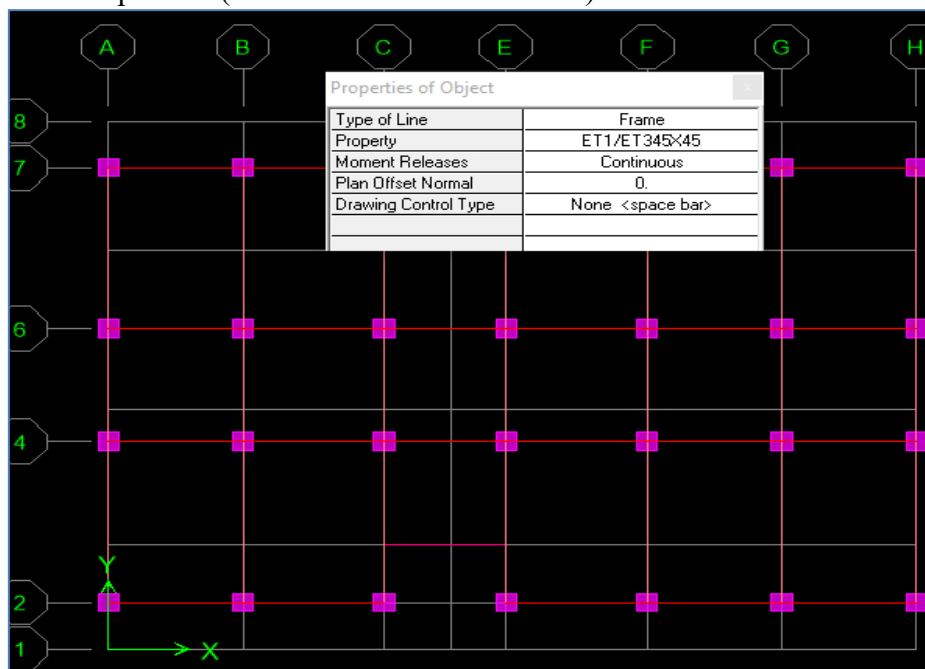 A B C E F G H
Properties of Object
Type of Line Frame
Property ET1/ET345X45
Moment Releases Continuous
Plan Offset Normal 0.
Drawing Control Type None <space bar>
8
7
6
4
2
1
Y
X